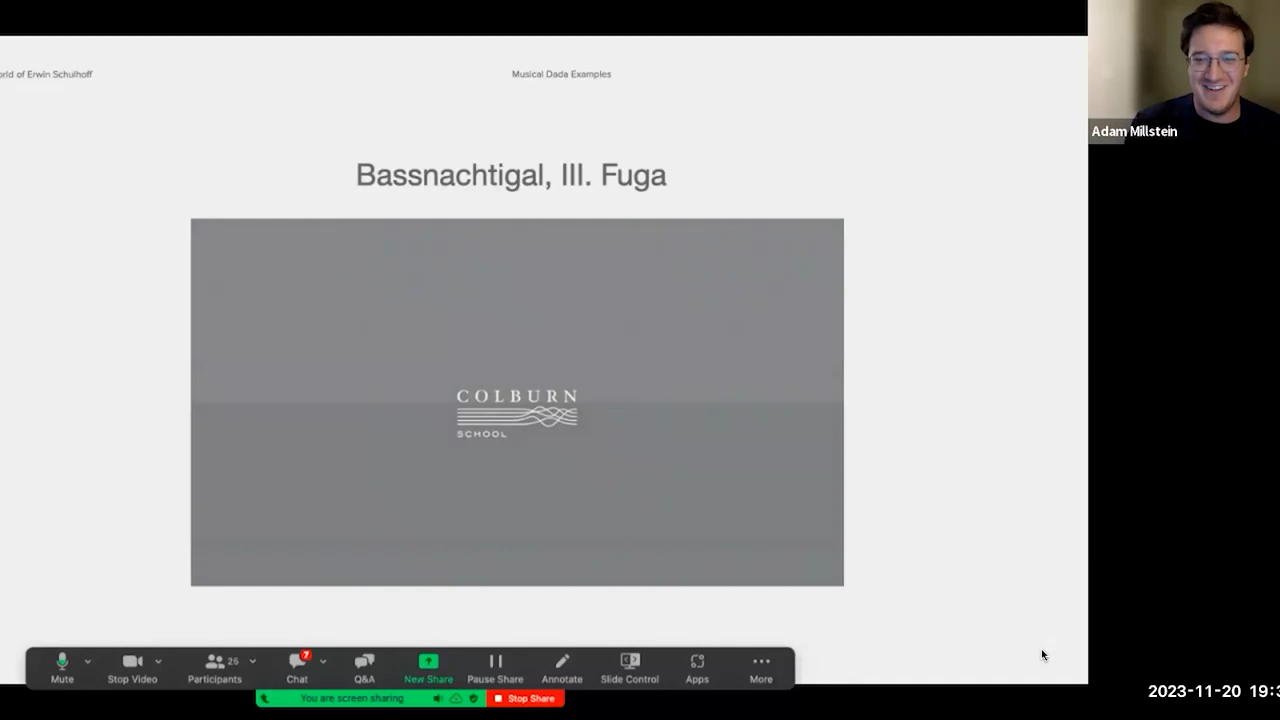 orld of Erwin Schulhoff
Musical Dada Examples
Adam Millstein
Bassnachtigal, III. Fuga
COLBURN
SCHOOL
Mute
Stop Video
26
Participants
7
Chat
Q&A
New Share
Pause Share
Annotate
Slide Control
Apps
More
You are screen sharing
Stop Share
2023-11-20 19:3